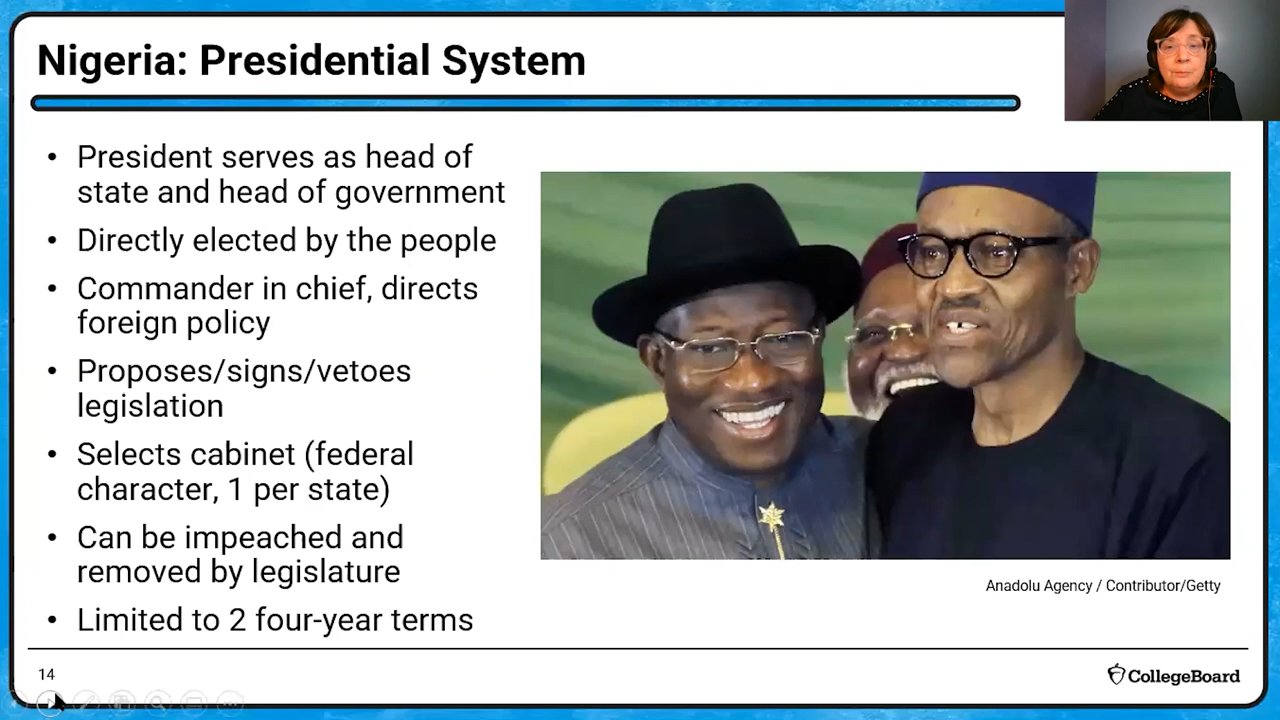 Nigeria: Presidential System
• President serves as head of
state and head of government
• Directly elected by the people
• Commander in chief, directs
foreign policy
• Proposes/signs/vetoes
legislation
• Selects cabinet (federal
character, 1 per state)
• Can be impeached and
removed by legislature
• Limited to 2 four-year terms
Anadolu Agency / Contributor/Getty
14
CollegeBoard